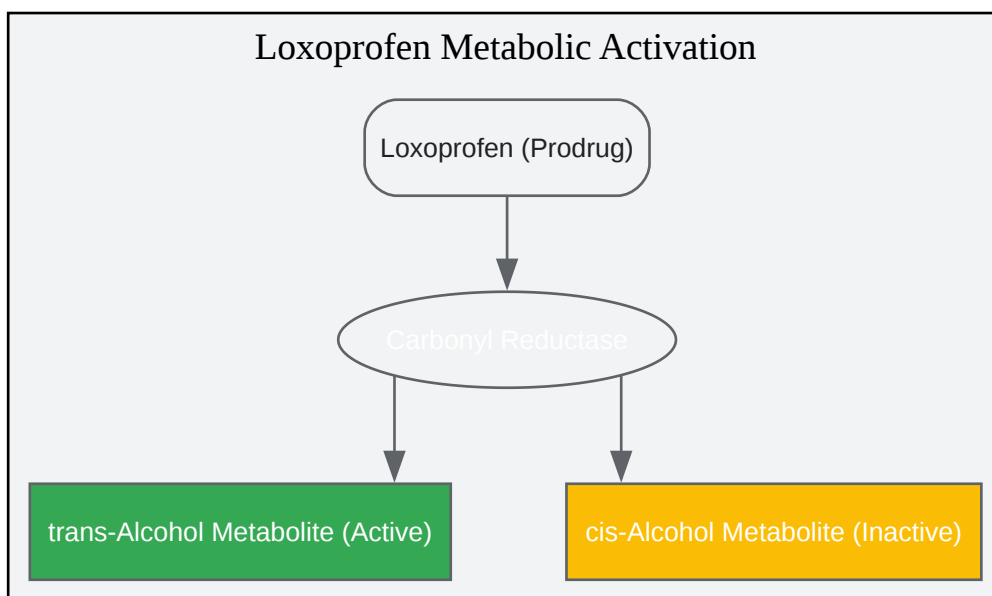 Loxoprofen Metabolic Activation
Loxoprofen (Prodrug)
Carbonyl Reductase
trans-Alcohol Metabolite (Active)
cis-Alcohol Metabolite (Inactive)